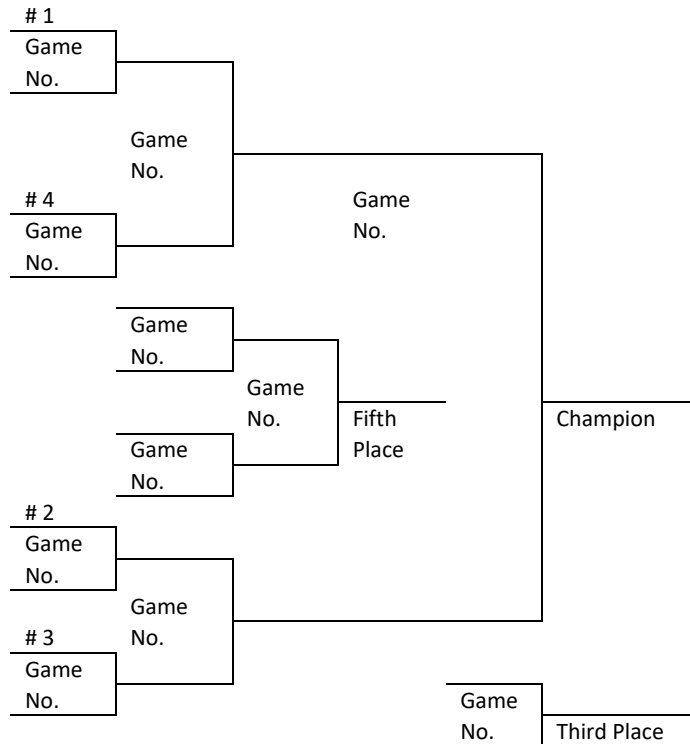 # 1
Game
No.
Game
No.
# 4
Game
No.
Game
No.
Game
No.
Game
No.
Fifth
Place
Champion
Game
No.
# 2
Game
No.
Game
No.
# 3
Game
No.
Game
No.
Third Place